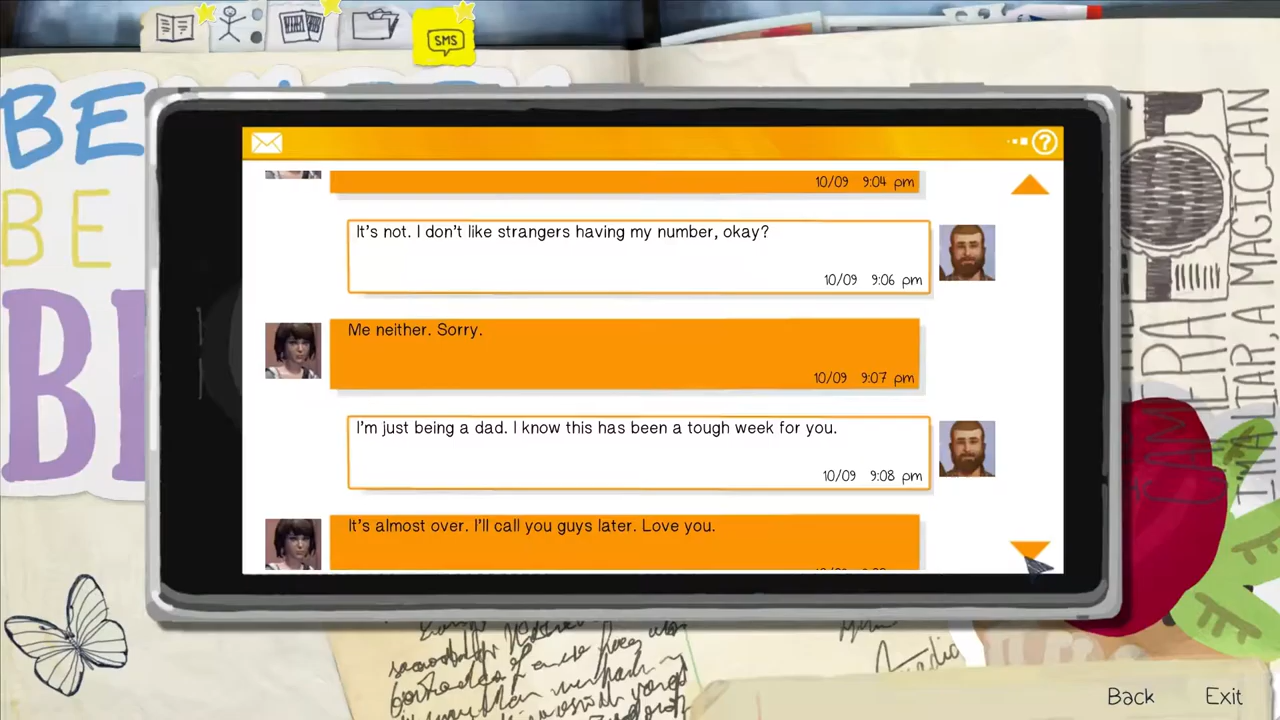 SMS
BE
BE
10/09 9:04 pm
It's not. I don't like strangers having my number, okay?
10/09 9:06 pm
Me neither. Sorry.
10/09 9:07 pm
I'm just being a dad. I know this has been a tough week for you.
10/09 9:08 pm
It's almost over. I'll call you guys later. Love you.
?
CAMERA
LIAR, A MAGICIAN
Back
Exit